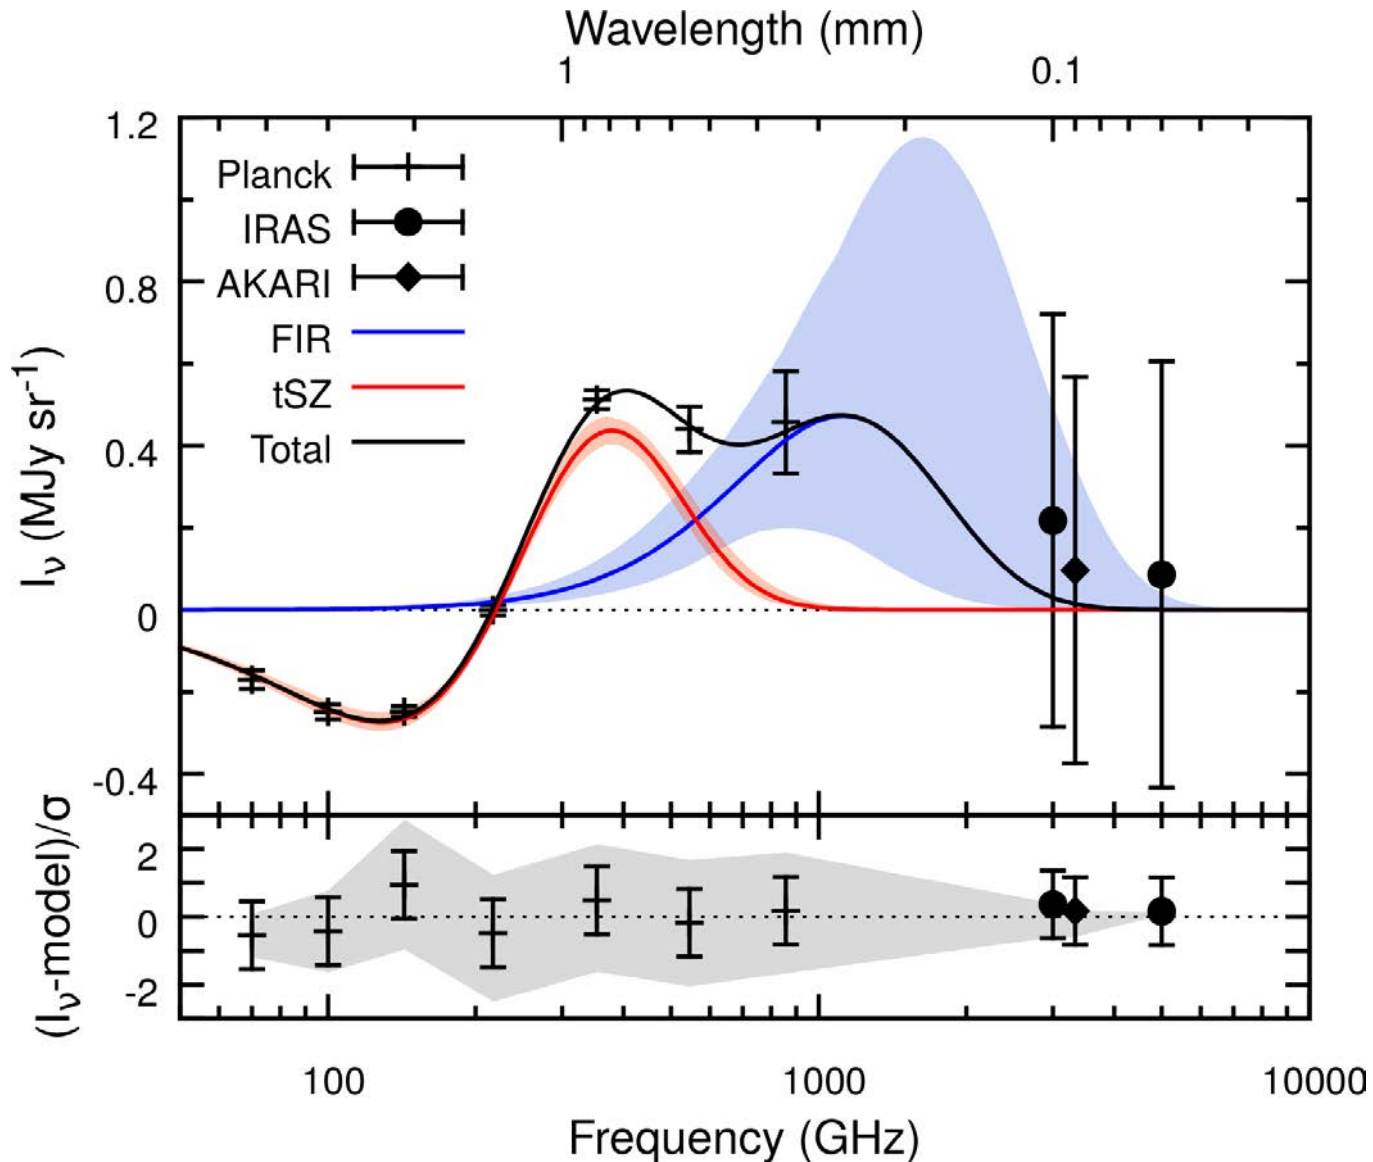 Wavelength (mm)
1 0.1
1.2
Planck
IRAS
0.8
AKARI
FIR
tSZ
0.4
Total
0
-0.4
Iν (MJy sr-1)
2
0
-2
(Iν-model)/σ
100 1000 10000
Frequency (GHz)